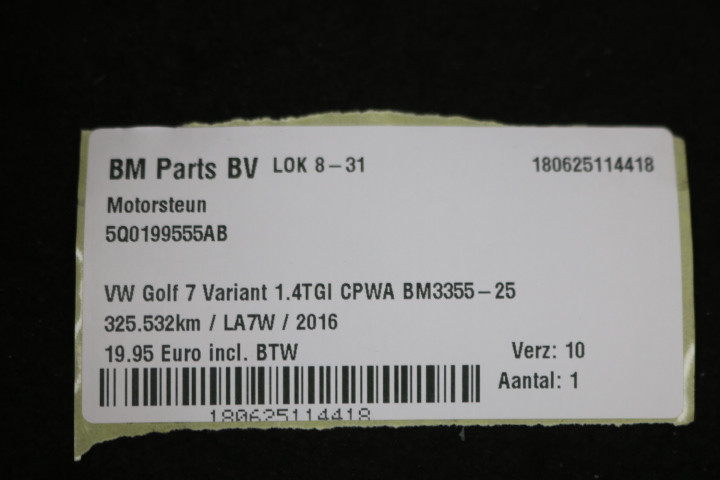 BM Parts BV LOK 8-31 180625114418
Motorsteun
5Q0199555AB
VW Golf 7 Variant 1.4TGI CPWA BM3355-25
325.532km / LA7W / 2016
19.95 Euro incl. BTW Verz: 10
Aantal: 1
180625114418